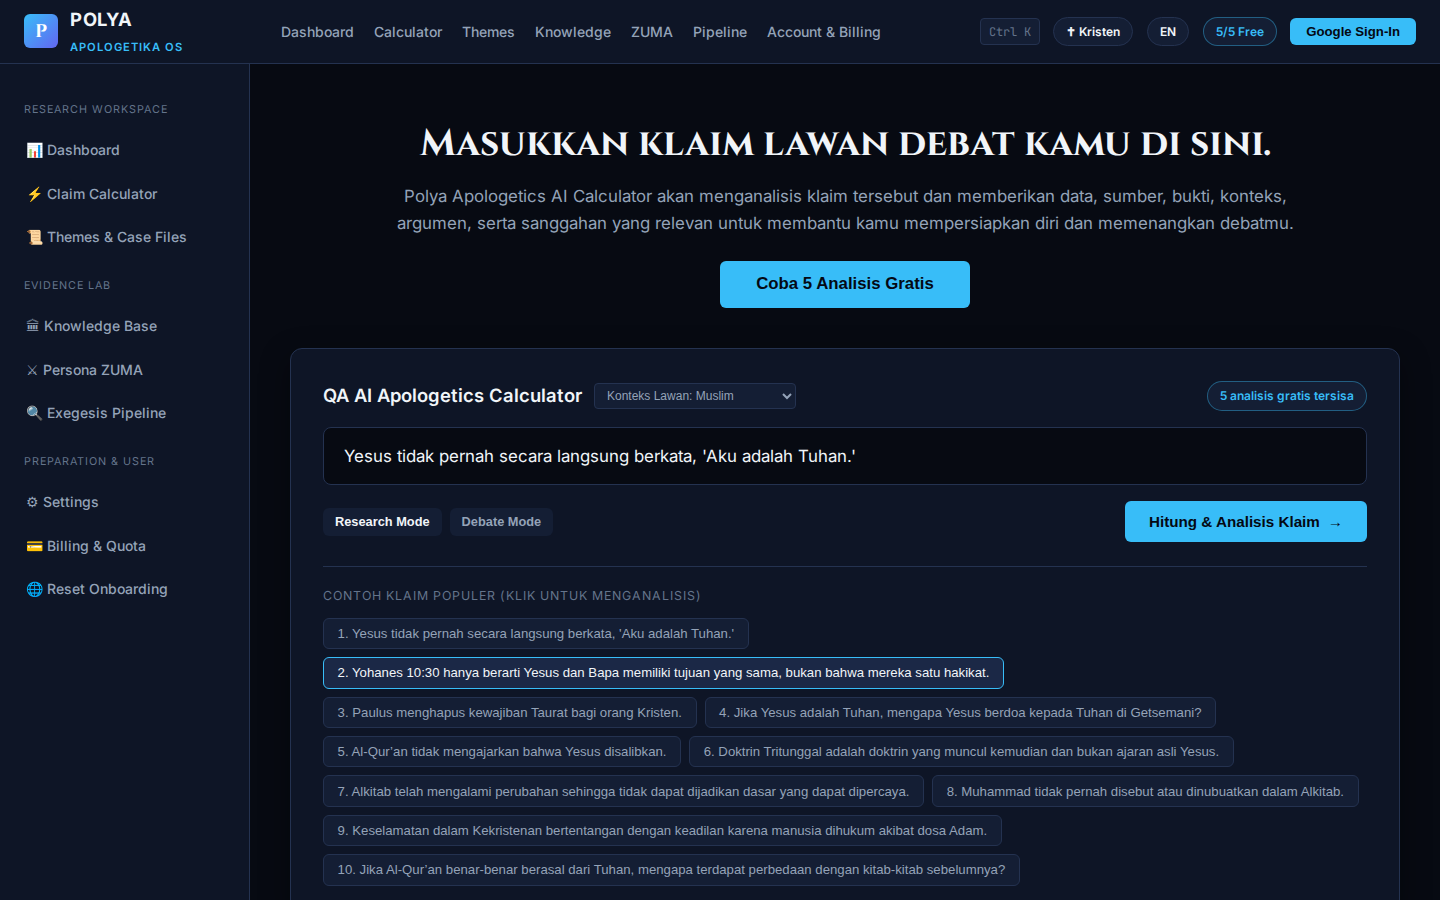 P
POLYA
APOLOGETIKA OS
Dashboard
Calculator
Themes
Knowledge
ZUMA
Pipeline
Account & Billing
Ctrl K
✝ Kristen
EN
5/5 Free
Google Sign-In
RESEARCH WORKSPACE
📊 Dashboard
⚡ Claim Calculator
📜 Themes & Case Files
EVIDENCE LAB
🏛 Knowledge Base
⚔ Persona ZUMA
🔍 Exegesis Pipeline
PREPARATION & USER
⚙ Settings
💳 Billing & Quota
🌐 Reset Onboarding
Masukkan klaim lawan debat kamu di sini.
Polya Apologetics AI Calculator akan menganalisis klaim tersebut dan memberikan data, sumber, bukti, konteks,
argumen, serta sanggahan yang relevan untuk membantu kamu mempersiapkan diri dan memenangkan debatmu.
Coba 5 Analisis Gratis
QA AI Apologetics Calculator
Konteks Lawan: Muslim
5 analisis gratis tersisa
Yesus tidak pernah secara langsung berkata, 'Aku adalah Tuhan.'
Research Mode
Debate Mode
Hitung & Analisis Klaim →
CONTOH KLAIM POPULER (KLIK UNTUK MENGANALISIS)
1. Yesus tidak pernah secara langsung berkata, 'Aku adalah Tuhan.'
2. Yohanes 10:30 hanya berarti Yesus dan Bapa memiliki tujuan yang sama, bukan bahwa mereka satu hakikat.
3. Paulus menghapus kewajiban Taurat bagi orang Kristen.
4. Jika Yesus adalah Tuhan, mengapa Yesus berdoa kepada Tuhan di Getsemani?
5. Al-Qur’an tidak mengajarkan bahwa Yesus disalibkan.
6. Doktrin Tritunggal adalah doktrin yang muncul kemudian dan bukan ajaran asli Yesus.
7. Alkitab telah mengalami perubahan sehingga tidak dapat dijadikan dasar yang dapat dipercaya.
8. Muhammad tidak pernah disebut atau dinubuatkan dalam Alkitab.
9. Keselamatan dalam Kekristenan bertentangan dengan keadilan karena manusia dihukum akibat dosa Adam.
10. Jika Al-Qur’an benar-benar berasal dari Tuhan, mengapa terdapat perbedaan dengan kitab-kitab sebelumnya?